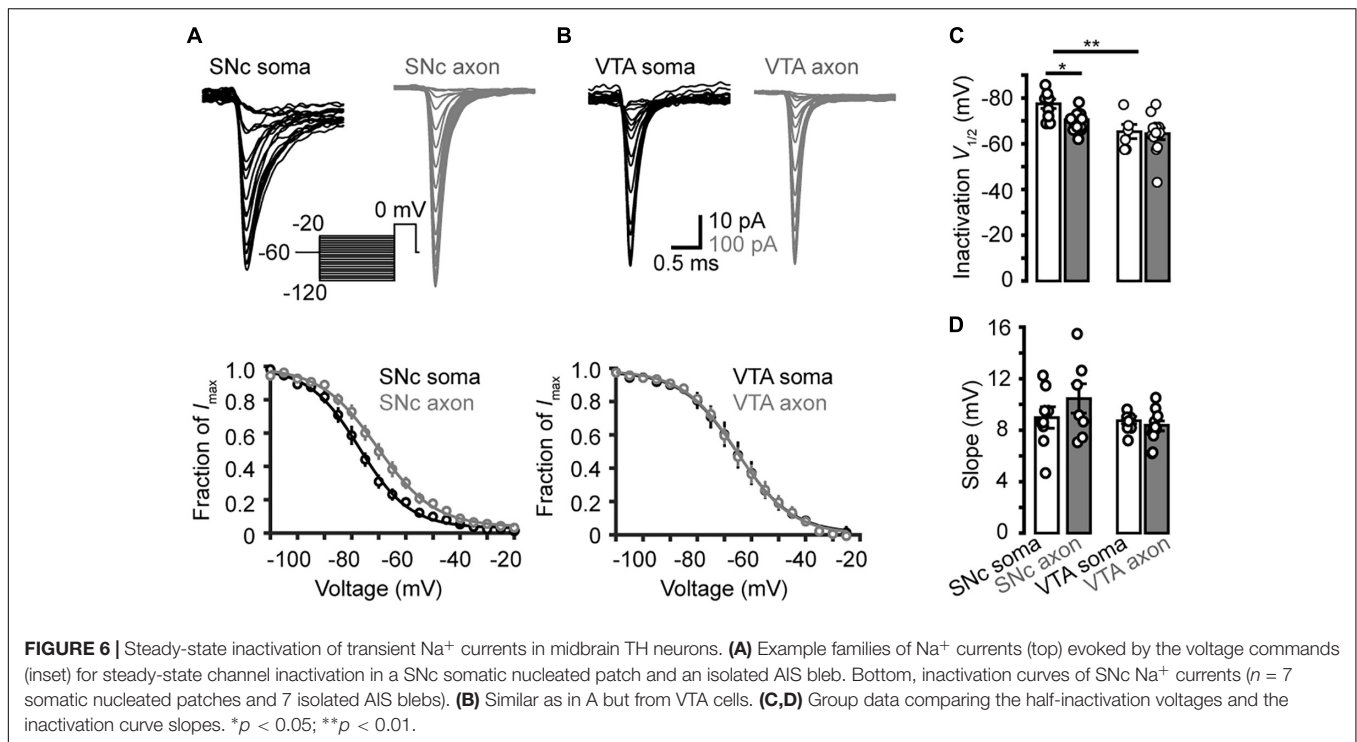 A
SNc soma
SNc axon
-20
0 mV
-60
-120
B
VTA soma
VTA axon
10 pA
100 pA
0.5 ms
C
**
*
Inactivation V1/2 (mV)
-80
-60
-40
-20
0
Fraction of Imax
1.0
0.8
0.6
0.4
0.2
0
SNc soma
SNc axon
-100 -80 -60 -40 -20
Voltage (mV)
Fraction of Imax
1.0
0.8
0.6
0.4
0.2
0
VTA soma
VTA axon
-100 -80 -60 -40 -20
Voltage (mV)
D
Slope (mV)
16
12
8
4
0
SNc soma
SNc axon
VTA soma
VTA axon
FIGURE 6 | Steady-state inactivation of transient Na+ currents in midbrain TH neurons. (A) Example families of Na+ currents (top) evoked by the voltage commands
(inset) for steady-state channel inactivation in a SNc somatic nucleated patch and an isolated AIS bleb. Bottom, inactivation curves of SNc Na+ currents (n = 7
somatic nucleated patches and 7 isolated AIS blebs). (B) Similar as in A but from VTA cells. (C,D) Group data comparing the half-inactivation voltages and the
inactivation curve slopes. *p < 0.05; **p < 0.01.